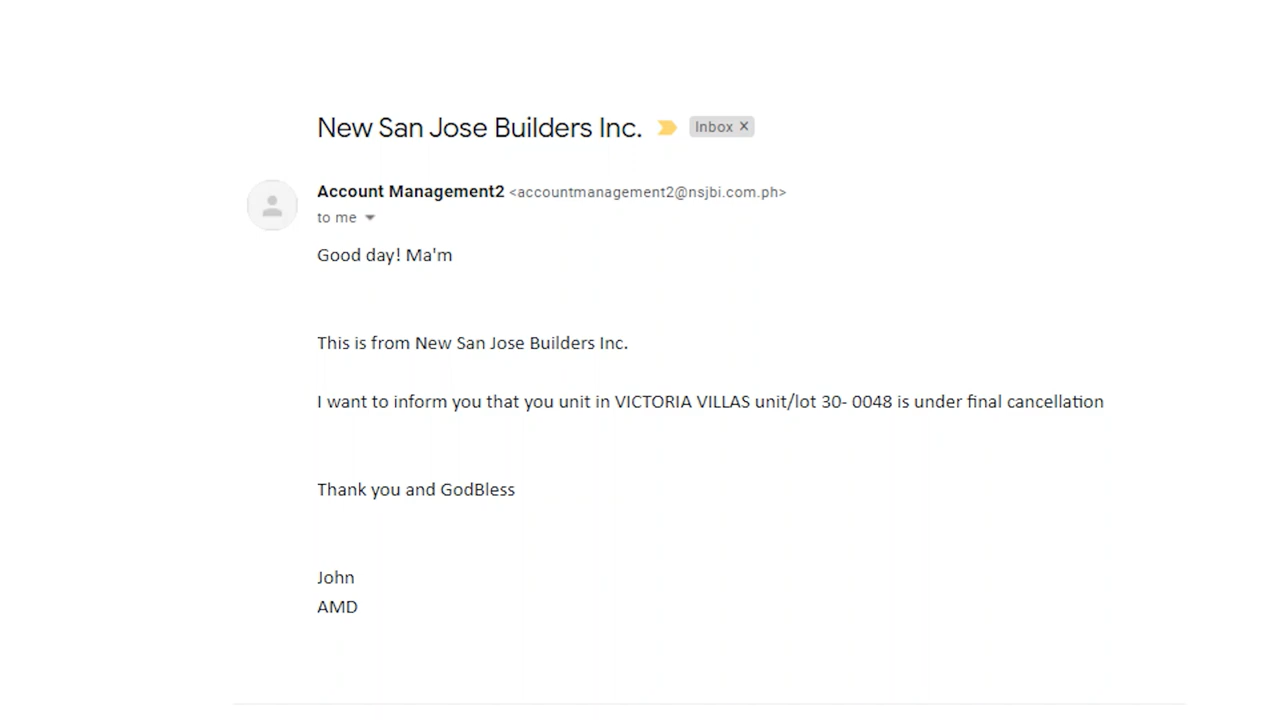 New San Jose Builders Inc. Inbox ×
Account Management2 <accountmanagement2@nsjbi.com.ph>
to me
Good day! Ma'm
This is from New San Jose Builders Inc.
I want to inform you that you unit in VICTORIA VILLAS unit/lot 30- 0048 is under final cancellation
Thank you and GodBless
John
AMD